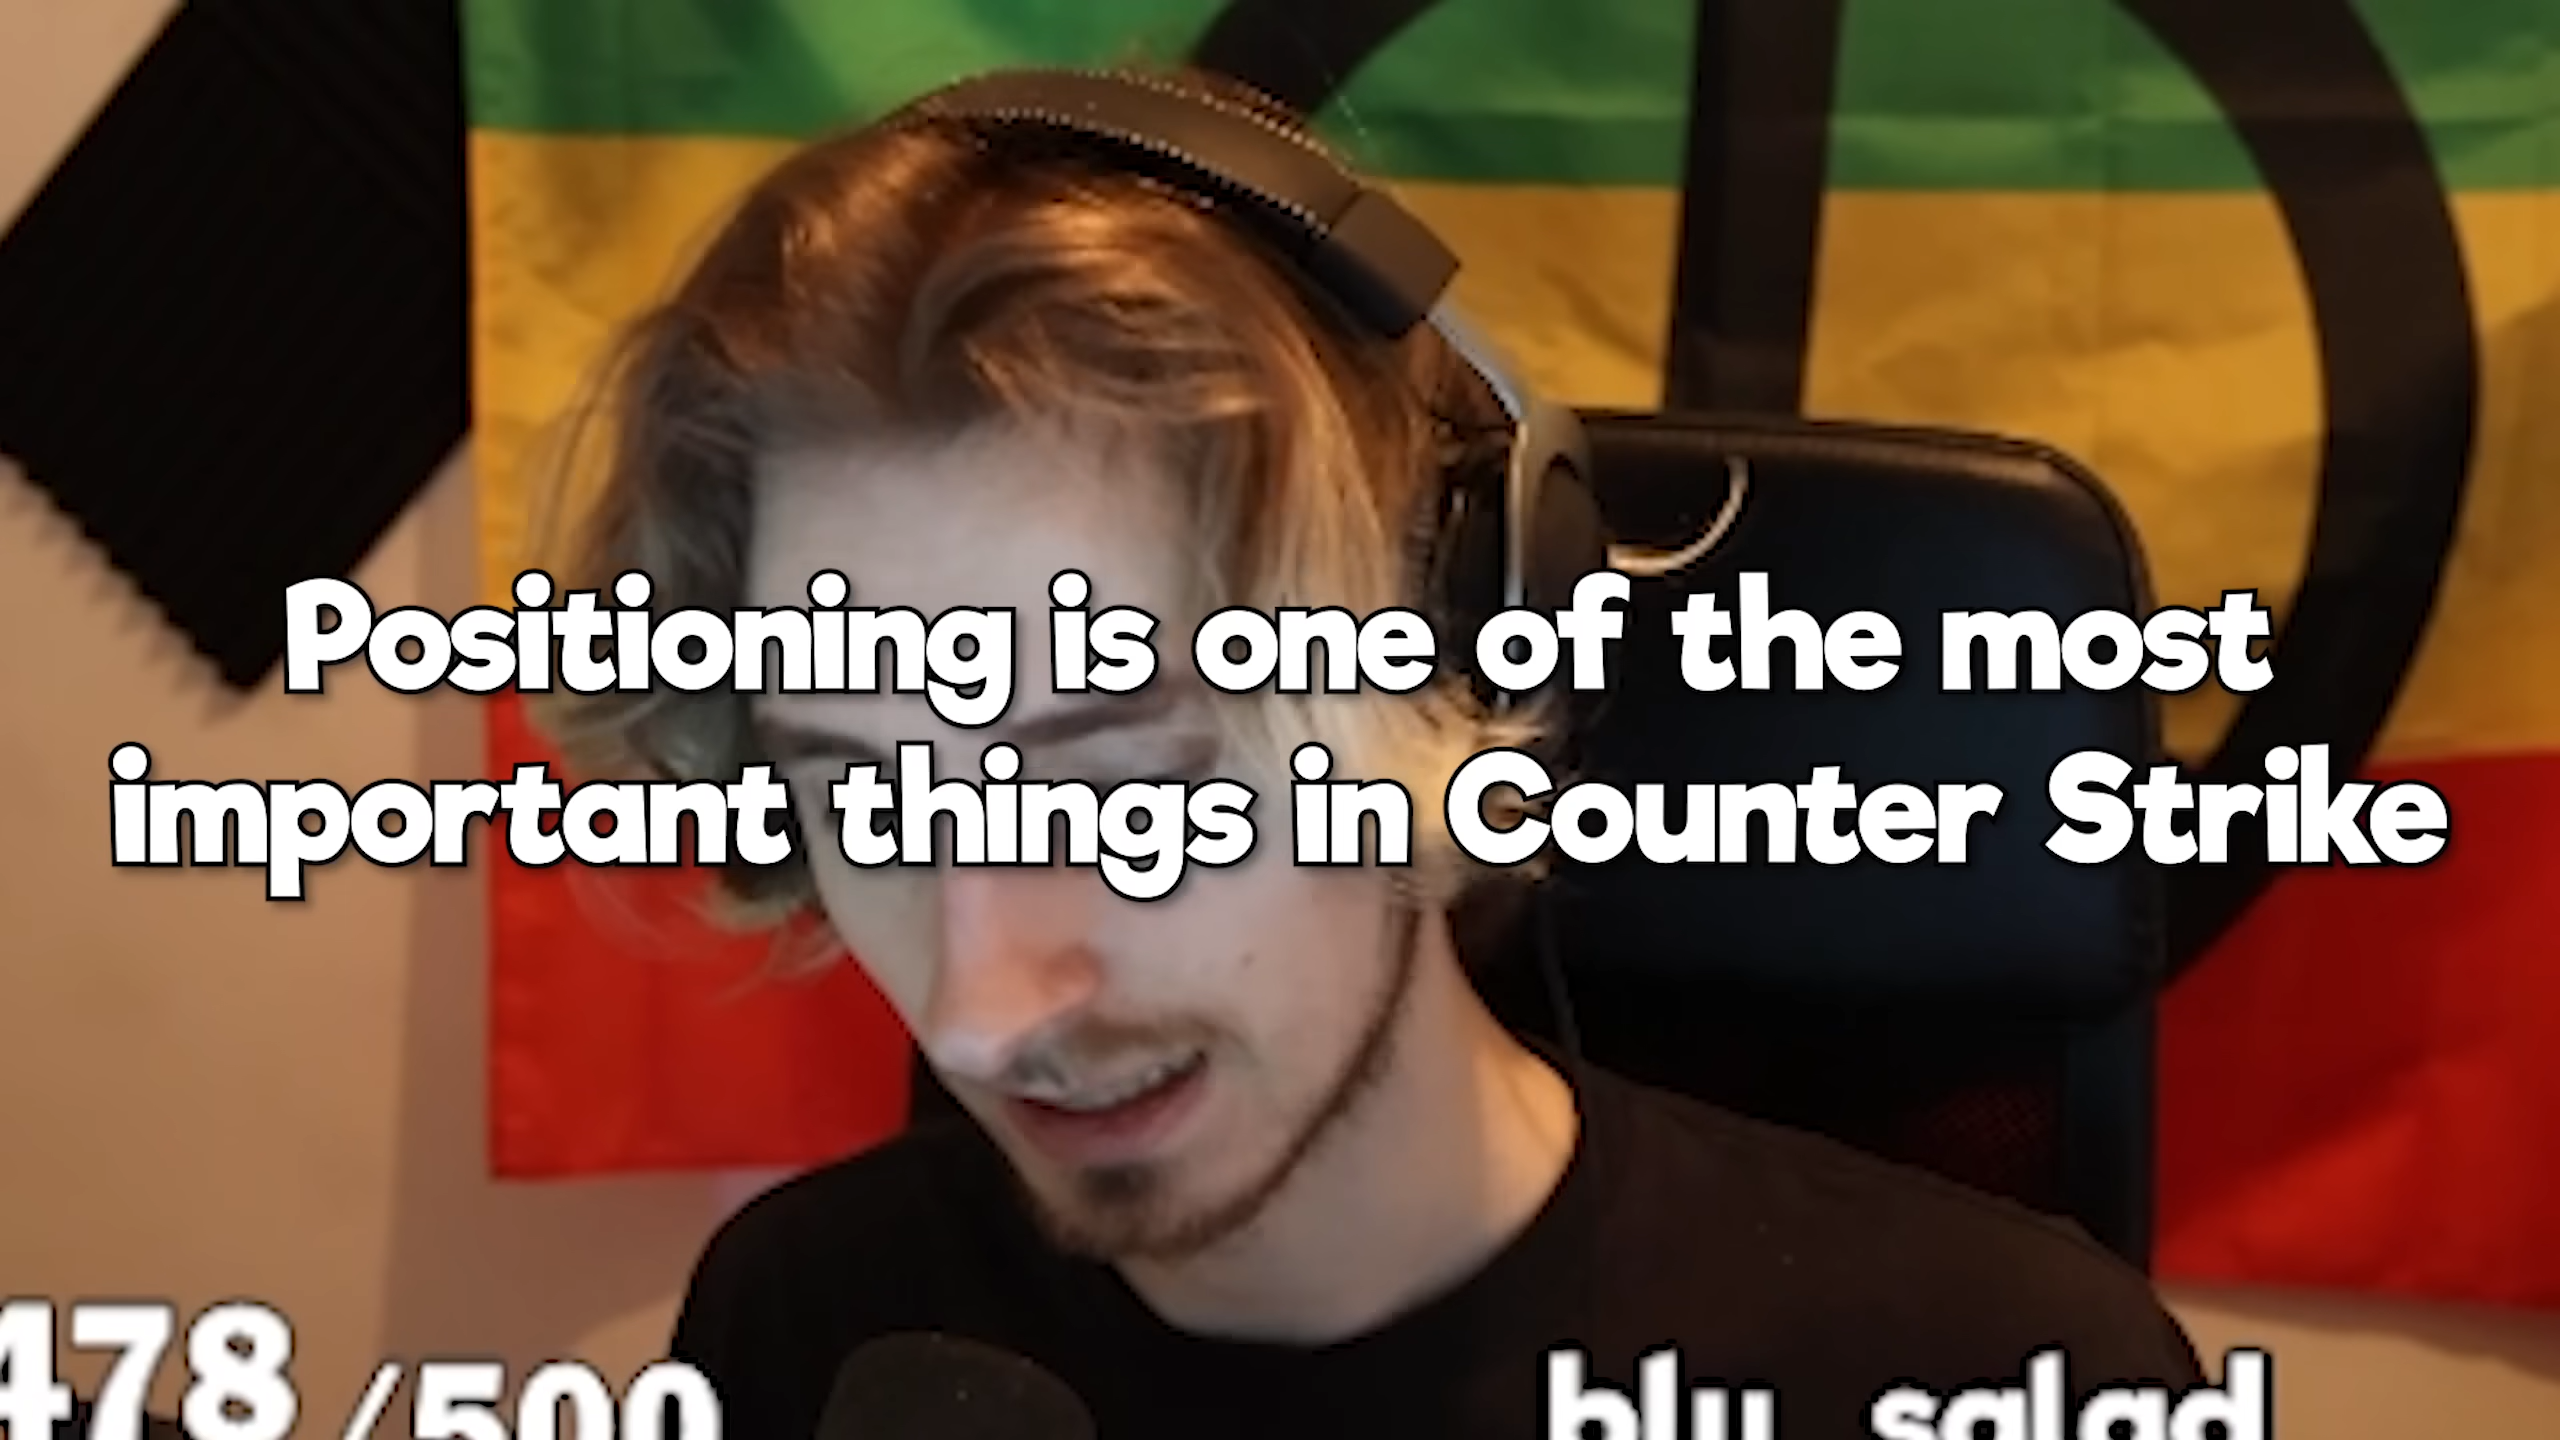 Positioning is one of the most
important things in Counter Strike
478/500
blu_salad